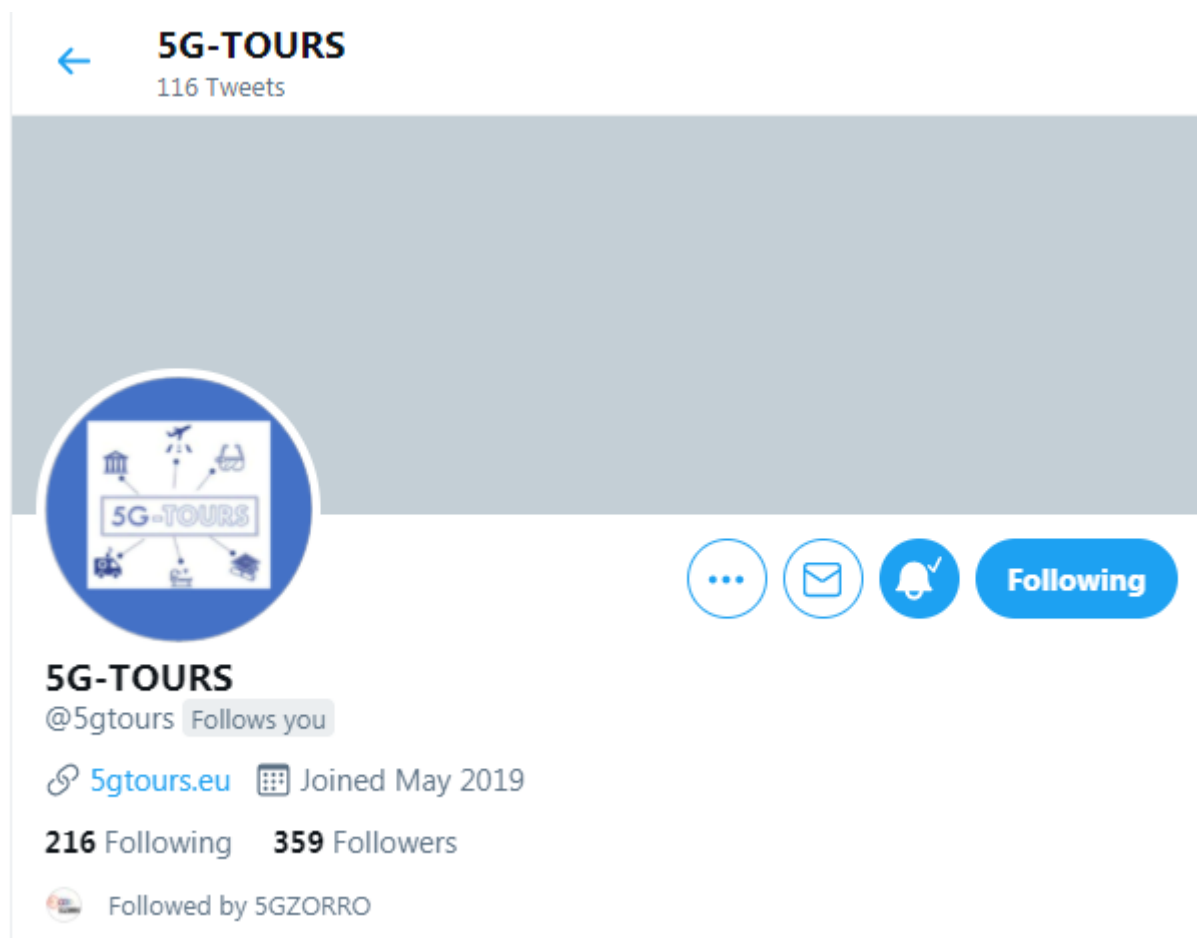 5G-TOURS
116 Tweets
5G-TOURS
Following
5G-TOURS
@5gtours Follows you
5gtours.eu Joined May 2019
216 Following 359 Followers
Followed by 5GZORRO